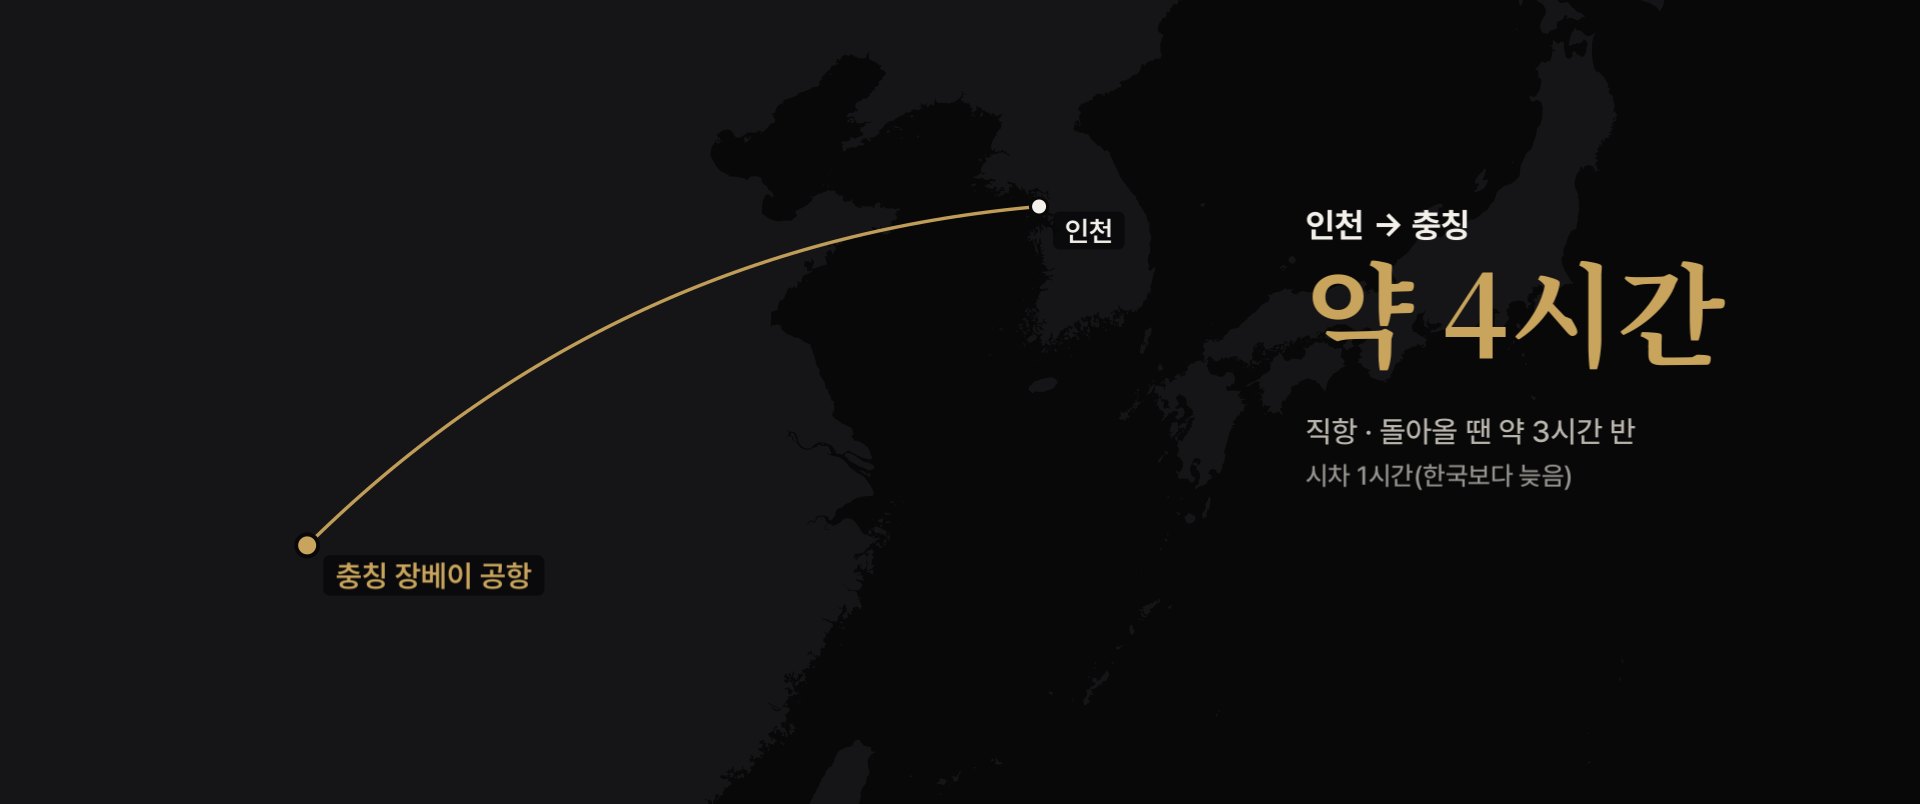 인천
충칭 장베이 공항
인천 → 충칭
약 4시간
직항 · 돌아올 땐 약 3시간 반
시차 1시간(한국보다 늦음)